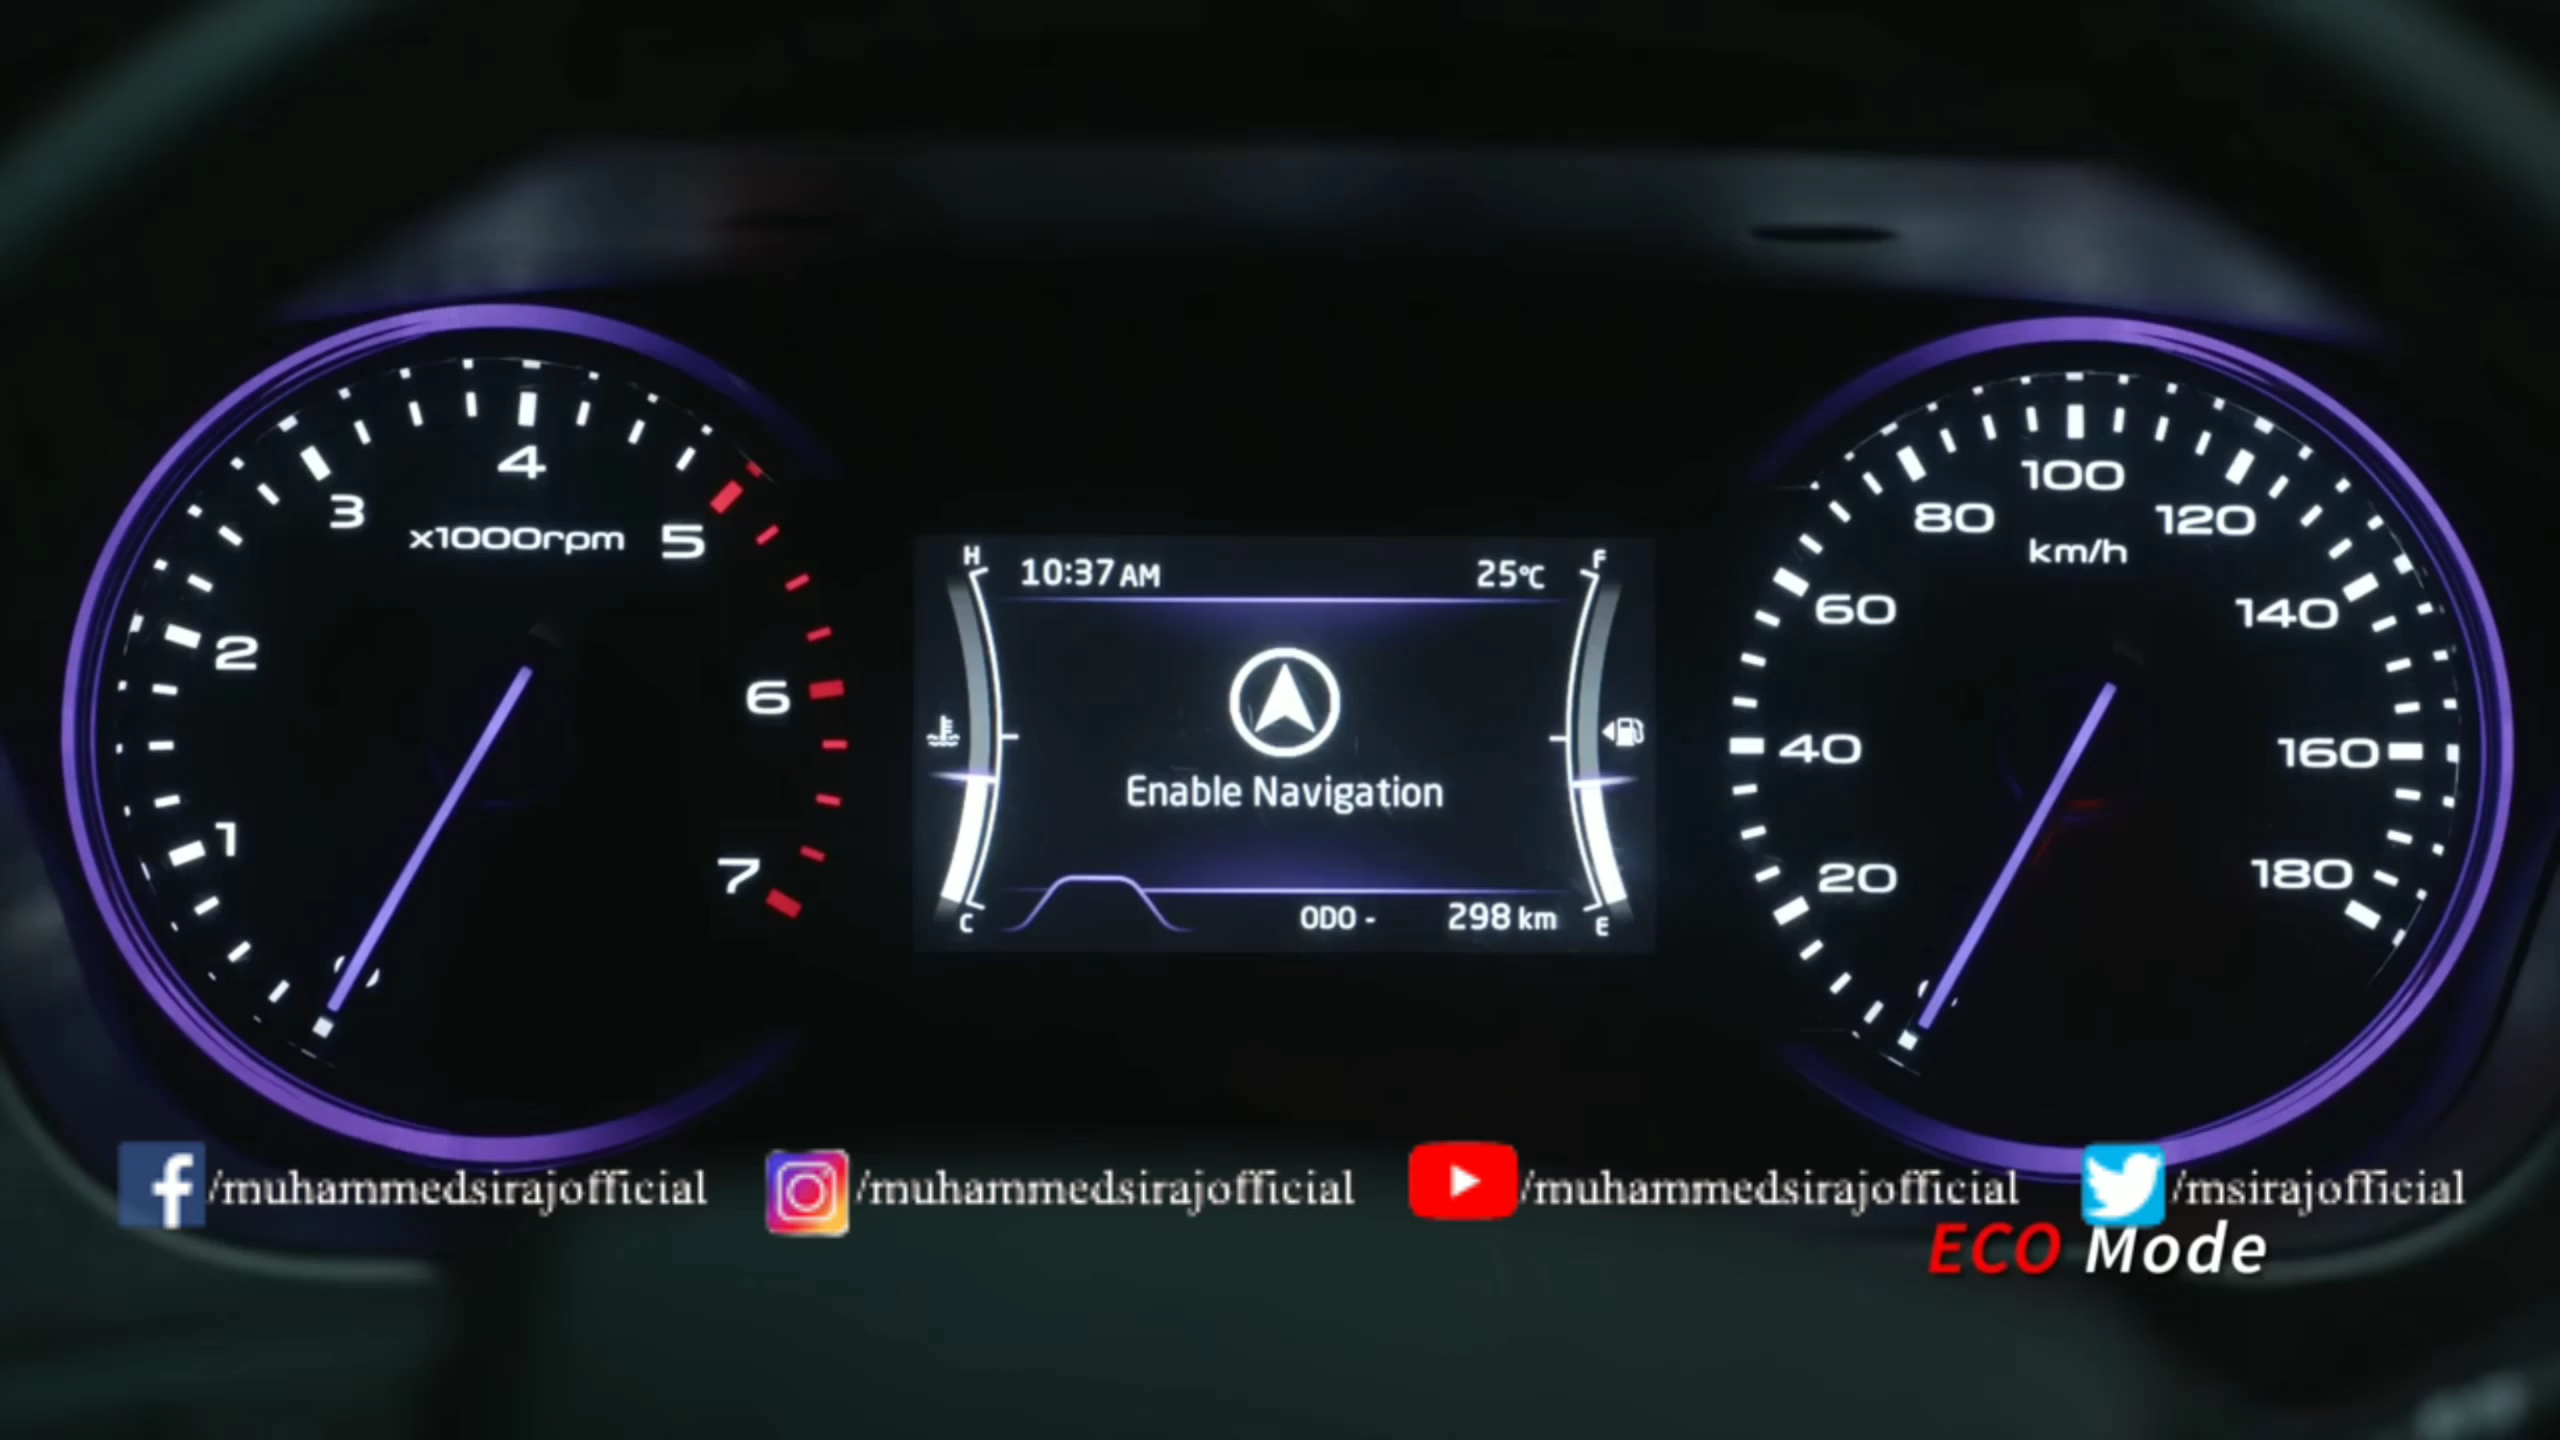 4
3
5
x1000rpm
2
6
1
7
H
10:37 AM
25°C
F
Enable Navigation
C
ODO -
298 km
E
100
80
120
km/h
60
140
40
160
20
180
/muhammedsirajofficial
/muhammedsirajofficial
/muhammedsirajofficial
/msirajofficial
ECO Mode